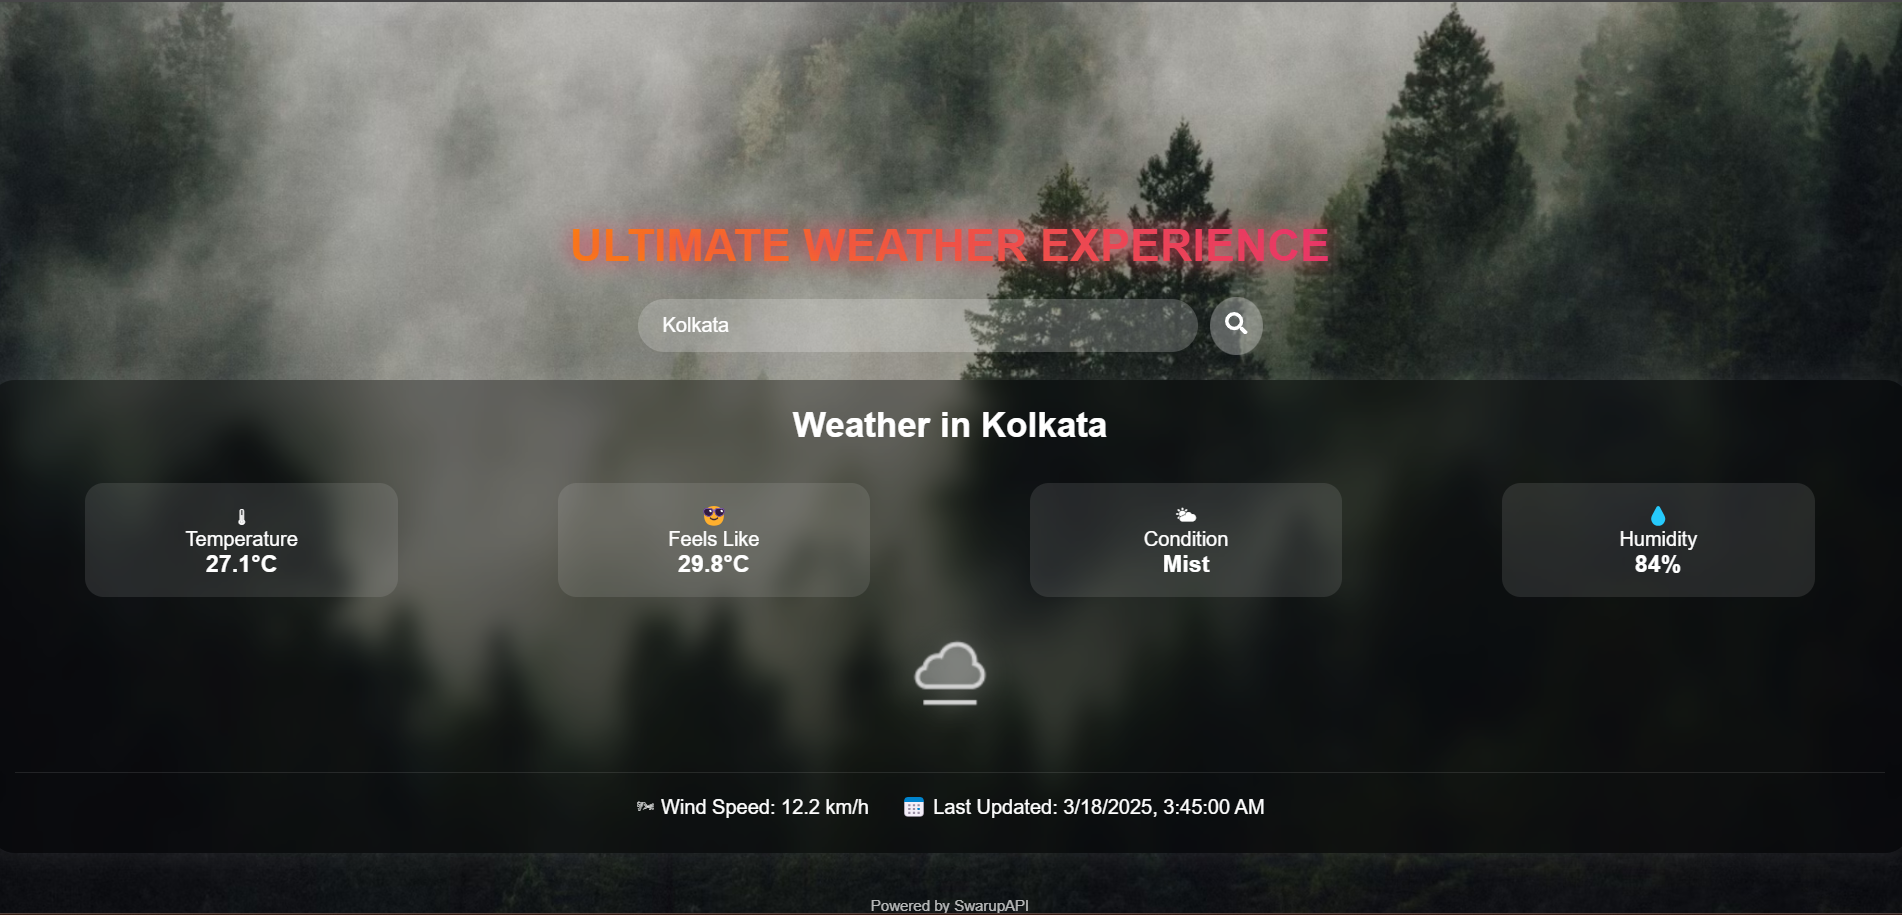 ULTIMATE WEATHER EXPERIENCE
Kolkata
Weather in Kolkata
Temperature
27.1°C
Feels Like
29.8°C
Condition
Mist
Humidity
84%
Wind Speed: 12.2 km/h
Last Updated: 3/18/2025, 3:45:00 AM
Powered by SwarupAPI